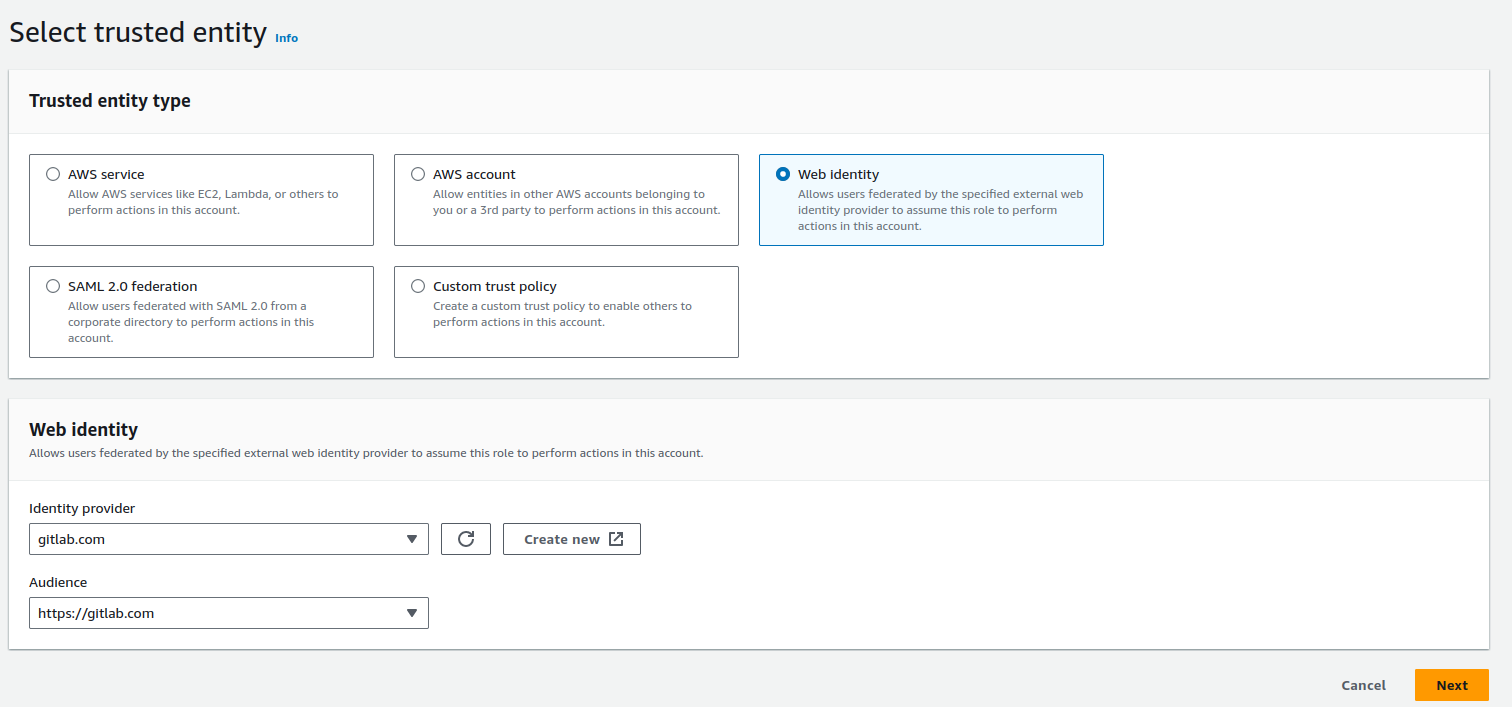 Select trusted entity Info
Trusted entity type
AWS service
Allow AWS services like EC2, Lambda, or others to
perform actions in this account.
AWS account
Allow entities in other AWS accounts belonging to
you or a 3rd party to perform actions in this account.
Web identity
Allows users federated by the specified external web
identity provider to assume this role to perform
actions in this account.
SAML 2.0 federation
Allow users federated with SAML 2.0 from a
corporate directory to perform actions in this
account.
Custom trust policy
Create a custom trust policy to enable others to
perform actions in this account.
Web identity
Allows users federated by the specified external web identity provider to assume this role to perform actions in this account.
Identity provider
gitlab.com
Create new
Audience
https://gitlab.com
Cancel
Next